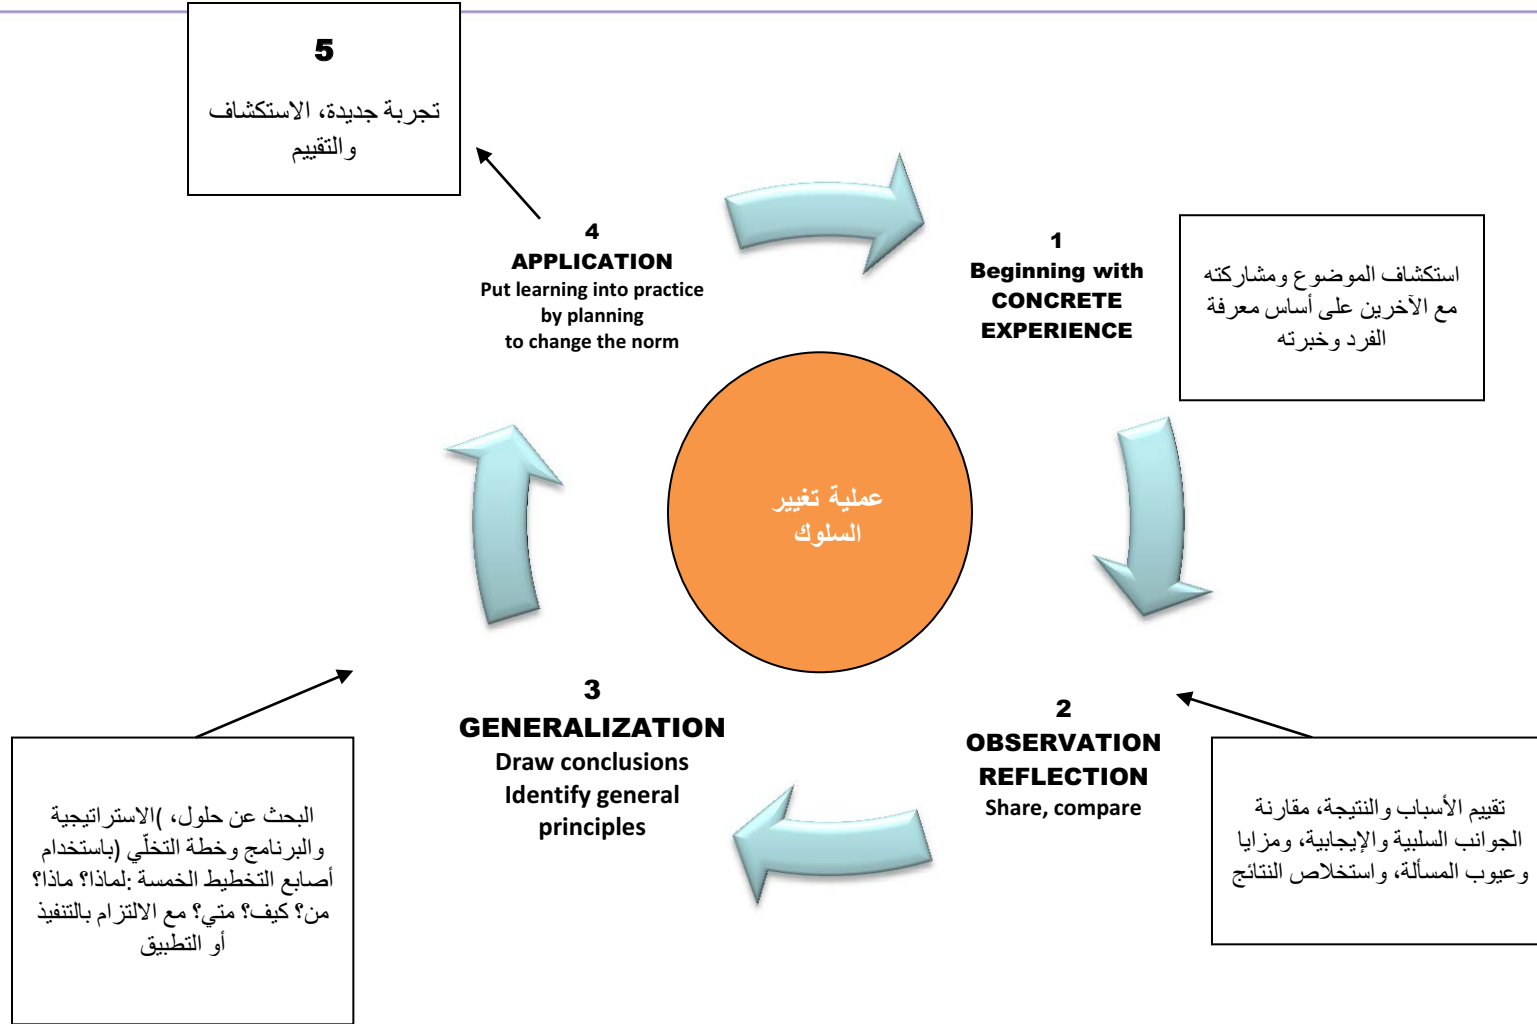 5
تجربة جديدة، الاستكشاف
والتقييم
4
APPLICATION
Put learning into practice
by planning
to change the norm
1
Beginning with
CONCRETE
EXPERIENCE
استكشاف الموضوع ومشاركته
مع الآخرين على أساس معرفة
الفرد وخبرته
عملية تغيير
السلوك
3
GENERALIZATION
Draw conclusions
Identify general
principles
2
OBSERVATION
REFLECTION
Share, compare
البحث عن حلول، )الاستراتيجية
والبرنامج وخطة التخلّي (باستخدام
أصابع التخطيط الخمسة :لماذا؟ ماذا؟
من؟ كيف؟ متي؟ مع الالتزام بالتنفيذ
أو التطبيق
تقييم الأسباب والنتيجة، مقارنة
الجوانب السلبية والإيجابية، ومزايا
وعيوب المسألة، واستخلاص النتائج